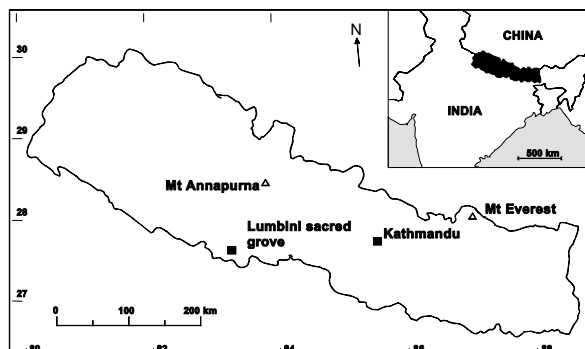 30
N
CHINA
INDIA
500 km
29
Mt Annapurna
28
Mt Everest
Lumbini sacred
grove
Kathmandu
27
0 100 200 km